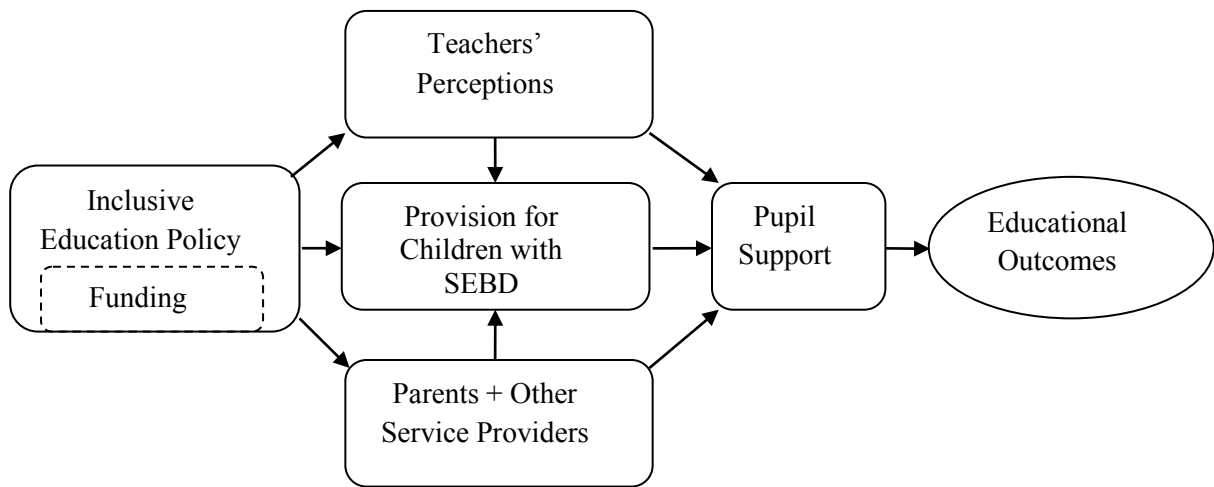 Teachers’
Perceptions
Inclusive
Education Policy
Funding
Provision for
Children with
SEBD
Pupil
Support
Educational
Outcomes
Parents + Other
Service Providers